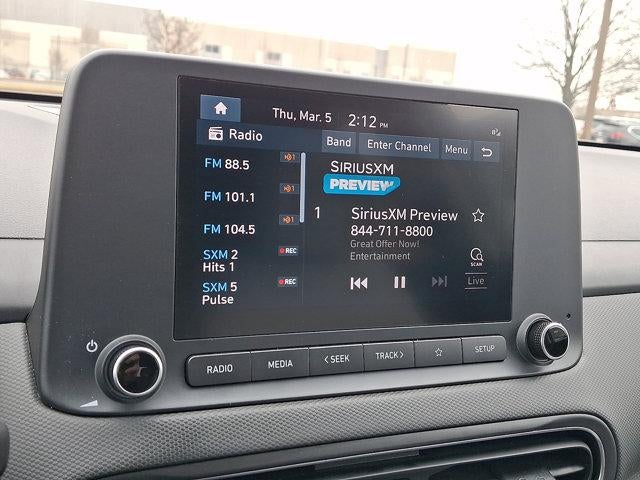 Thu, Mar. 5 2:12 PM
Radio Band Enter Channel Menu
FM 88.5
FM 101.1
FM 104.5
SXM 2 REC
Hits 1
SXM 5 REC
Pulse
SIRIUSXM
PREVIEW
1 SiriusXM Preview
844-711-8800
Great Offer Now!
Entertainment
SCAN
Live
RADIO MEDIA < SEEK TRACK > SETUP